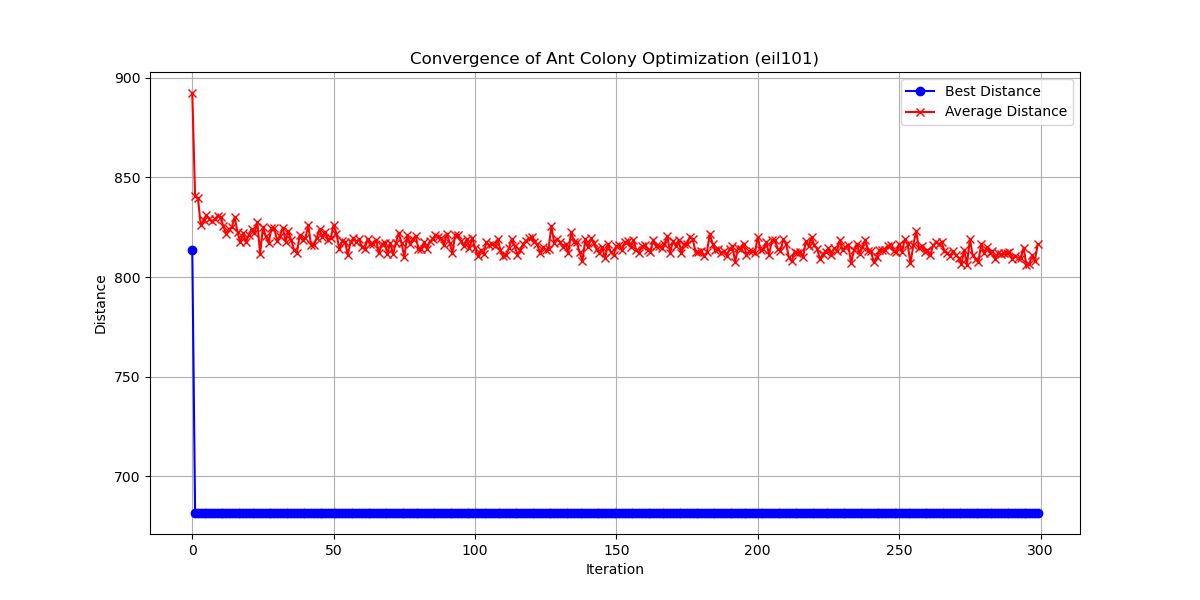 Convergence of Ant Colony Optimization (eil101)
Best Distance
Average Distance
900
850
800
750
700
Distance
0 50 100 150 200 250 300
Iteration